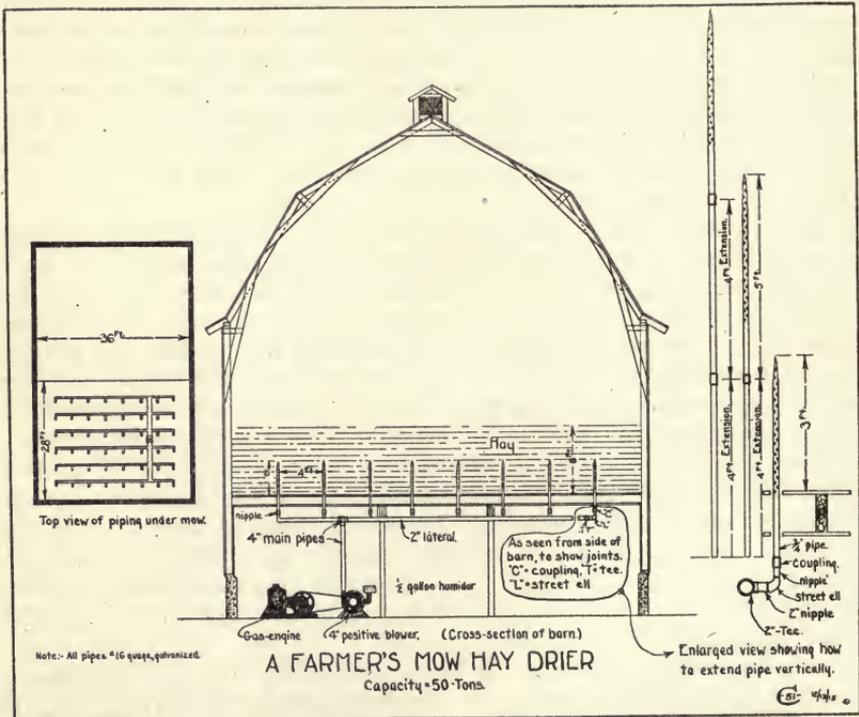 36 Ft.
28 Ft
Top view of piping under mow.
Note:- All pipes #16 guage, galvanized.
Hay
4 Ft
nipple
4" main pipes
2" lateral.
½ gallon humidor
Gas-engine
4" positive blower.
(Cross-section of barn)
As seen from side of
barn, to show joints.
"C"= coupling, "T"= tee.
"L"= street ell
A FARMER'S MOW HAY DRIER
Capacity = 50-Tons.
4 Ft Extension.
4 Ft Extension
5 Ft.
4 Ft. Extension.
3 Ft.
¾" pipe.
coupling.
nipple
street ell
2" nipple
2"-Tee.
Enlarged view showing how
to extend pipe vertically.